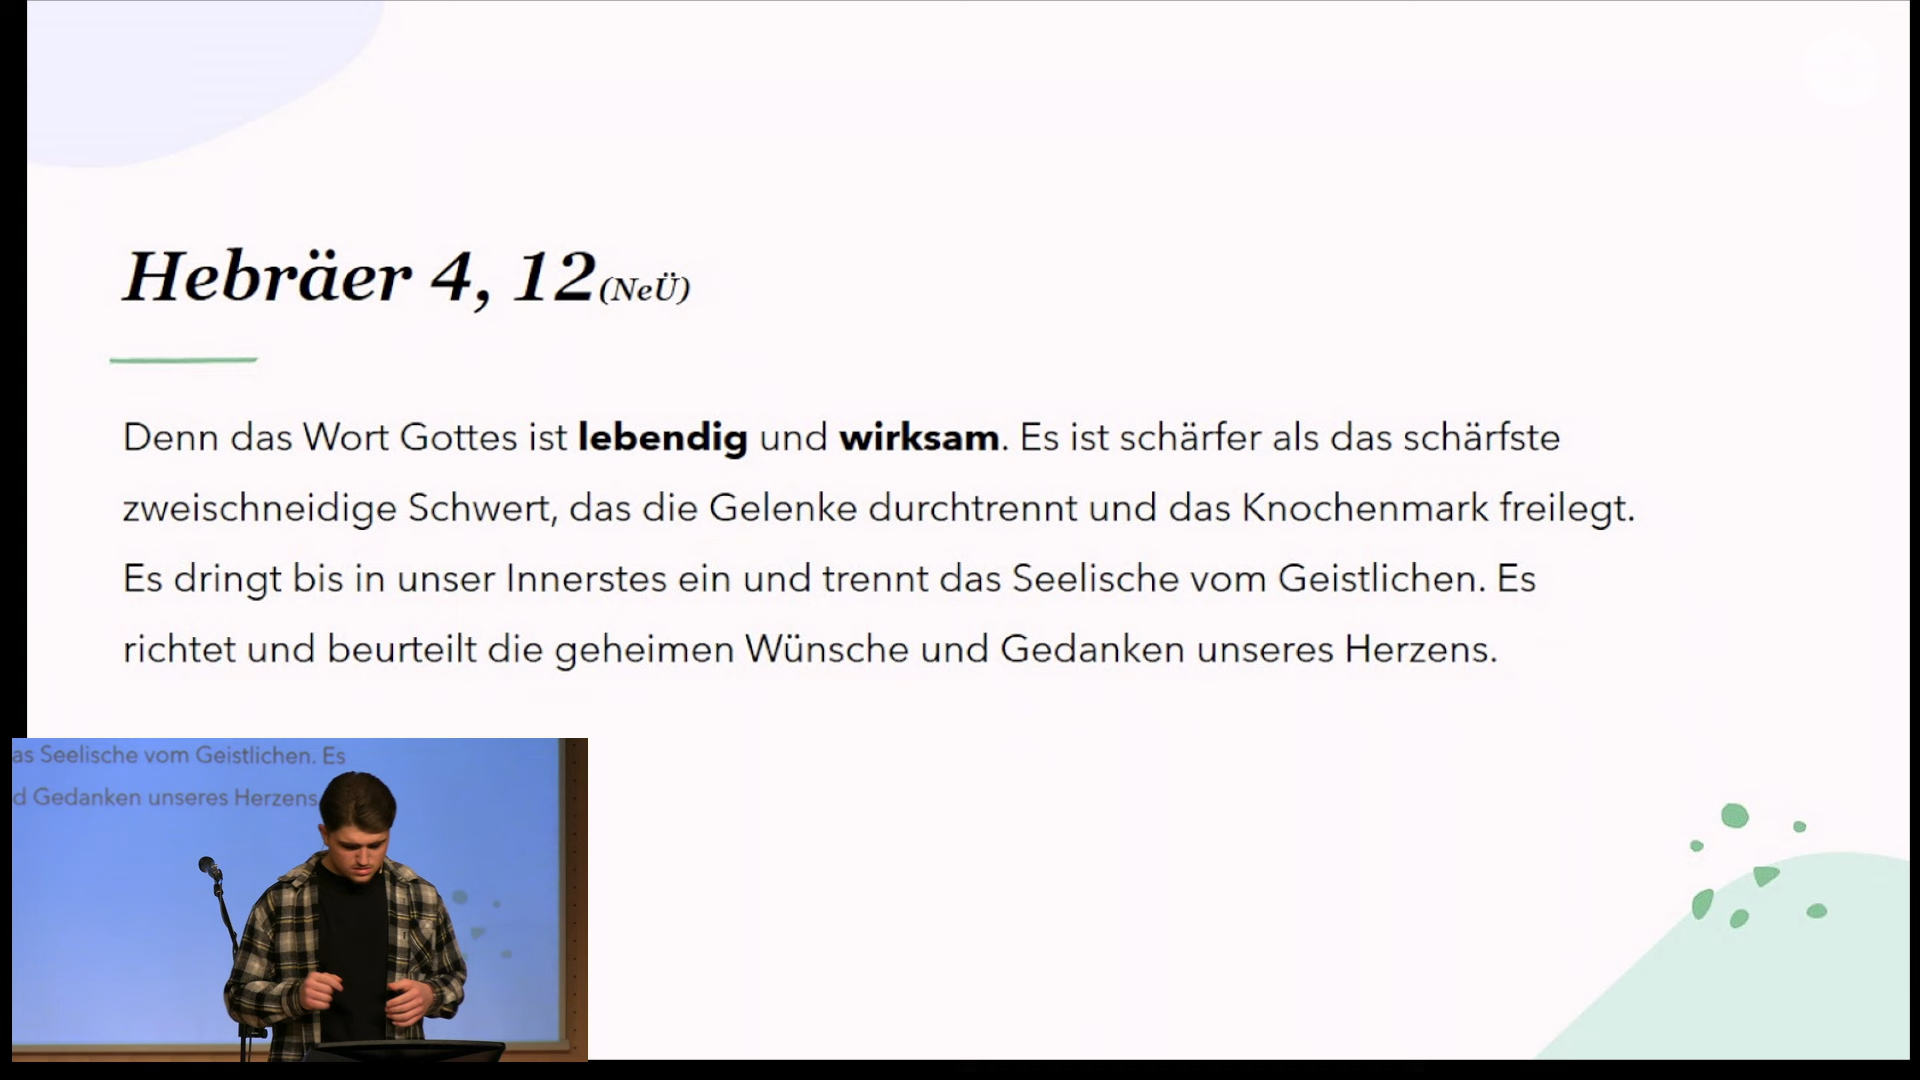 Hebräer 4, 12(NeÜ)
Denn das Wort Gottes ist lebendig und wirksam. Es ist schärfer als das schärfste
zweischneidige Schwert, das die Gelenke durchtrennt und das Knochenmark freilegt.
Es dringt bis in unser Innerstes ein und trennt das Seelische vom Geistlichen. Es
richtet und beurteilt die geheimen Wünsche und Gedanken unseres Herzens.
as Seelische vom Geistlichen. Es
d Gedanken unseres Herzens.